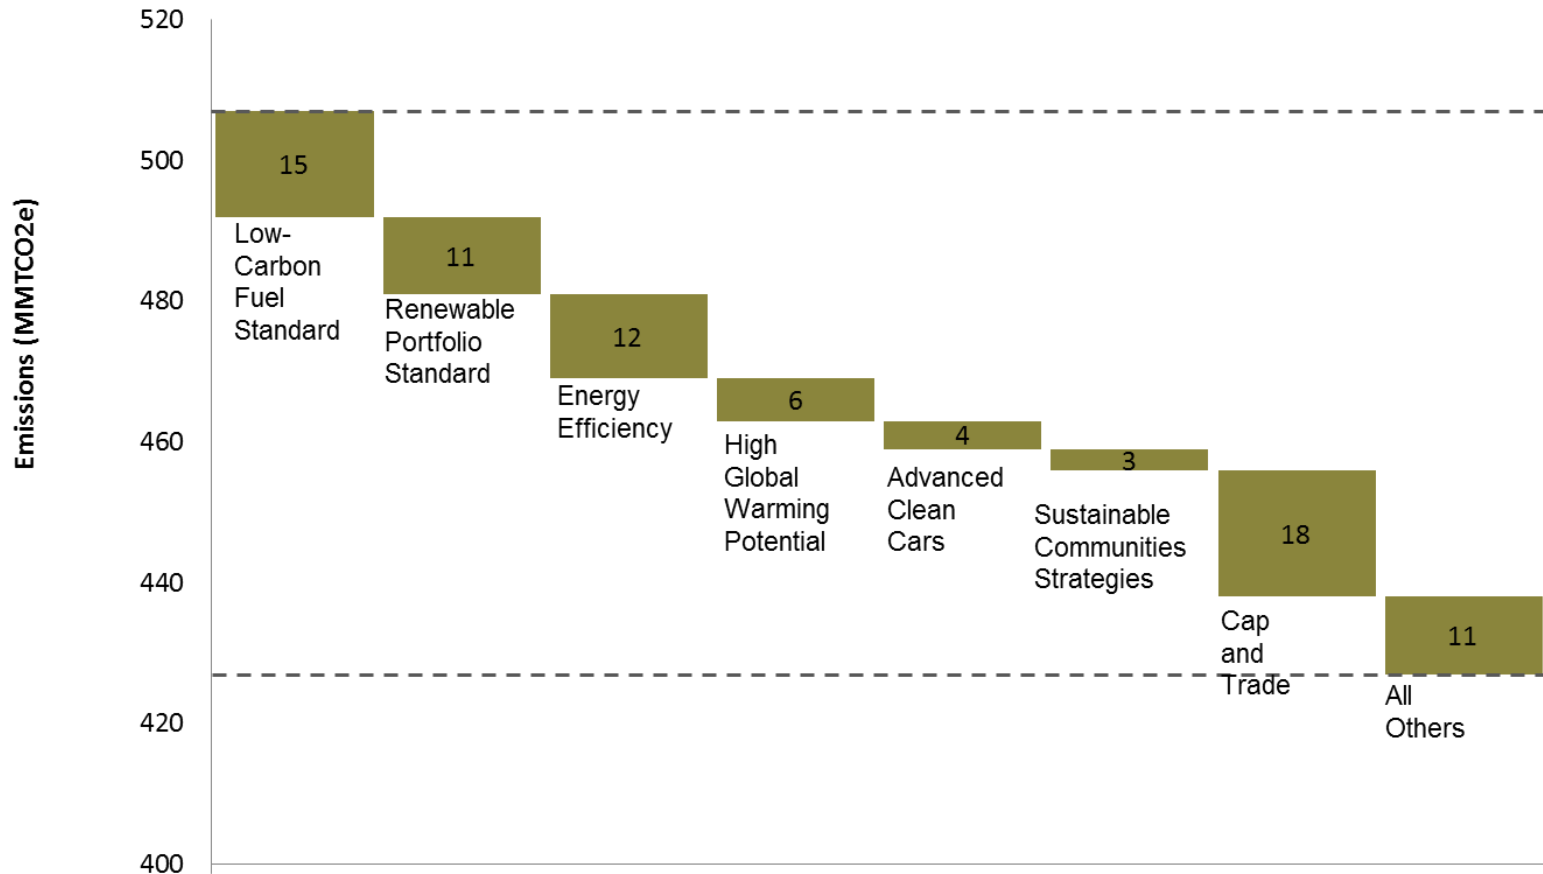 520
500
480
460
440
420
400
Emissions (MMTCO2e)
15
Low-
Carbon
Fuel
Standard
11
Renewable
Portfolio
Standard
12
Energy
Efficiency
6
High
Global
Warming
Potential
4
Advanced
Clean
Cars
3
Sustainable
Communities
Strategies
18
Cap
and
Trade
11
All
Others